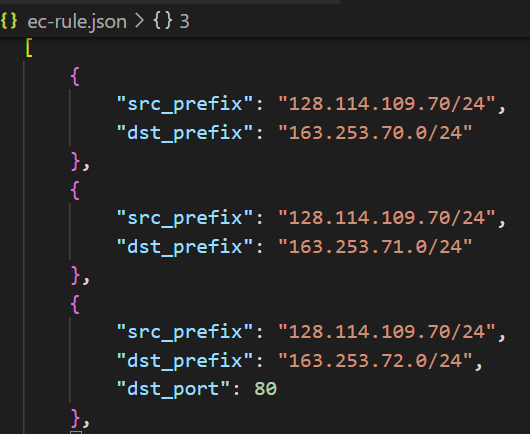 {} ec-rule.json > {} 3
[
{
"src_prefix": "128.114.109.70/24",
"dst_prefix": "163.253.70.0/24"
},
{
"src_prefix": "128.114.109.70/24",
"dst_prefix": "163.253.71.0/24"
},
{
"src_prefix": "128.114.109.70/24",
"dst_prefix": "163.253.72.0/24",
"dst_port": 80
},